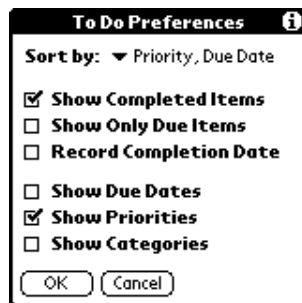 To Do Preferences
Sort by: Priority, Due Date
Show Completed Items
Show Only Due Items
Record Completion Date
Show Due Dates
Show Priorities
Show Categories
OK Cancel